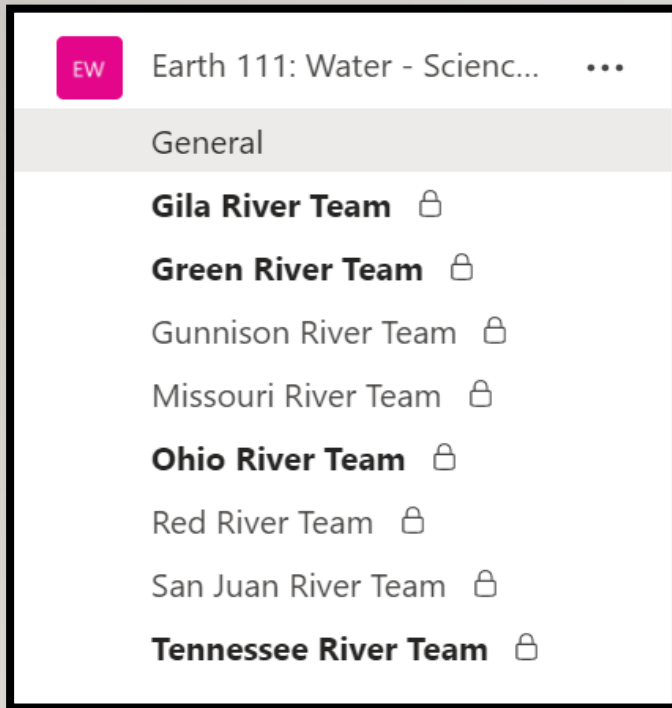 EW Earth 111: Water - Scienc... ...
General
Gila River Team
Green River Team
Gunnison River Team
Missouri River Team
Ohio River Team
Red River Team
San Juan River Team
Tennessee River Team